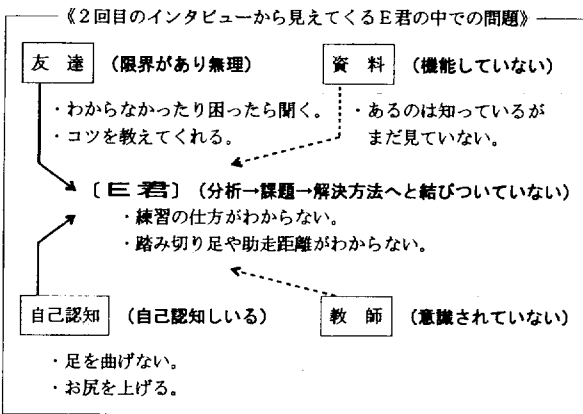 《2回目のインタビューから見えてくるE君の中での問題》
友 達 (限界があり無理)
資 料 (機能していない)
・わからなかったり困ったら聞く。
・コツを教えてくれる。
・あるのは知っているが
まだ見ていない。
〔E君〕 (分析→課題→解決方法へと結びついていない)
・練習の仕方がわからない。
・踏み切り足や助走距離がわからない。
自己認知 (自己認知しいる)
教 師 (意識されていない)
・足を曲げない。
・お尻を上げる。